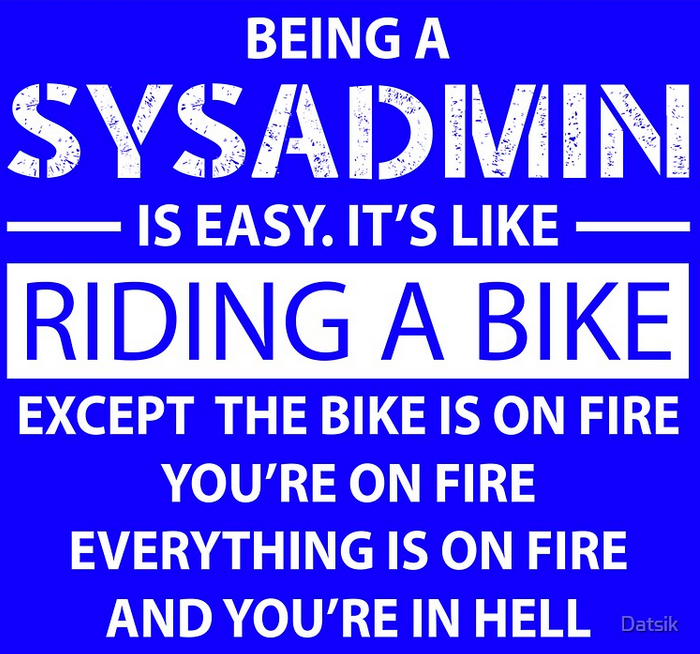 BEING A
SYSADMIN
IS EASY. IT'S LIKE
RIDING A BIKE
EXCEPT THE BIKE IS ON FIRE
YOU'RE ON FIRE
EVERYTHING IS ON FIRE
AND YOU'RE IN HELL
Datsik